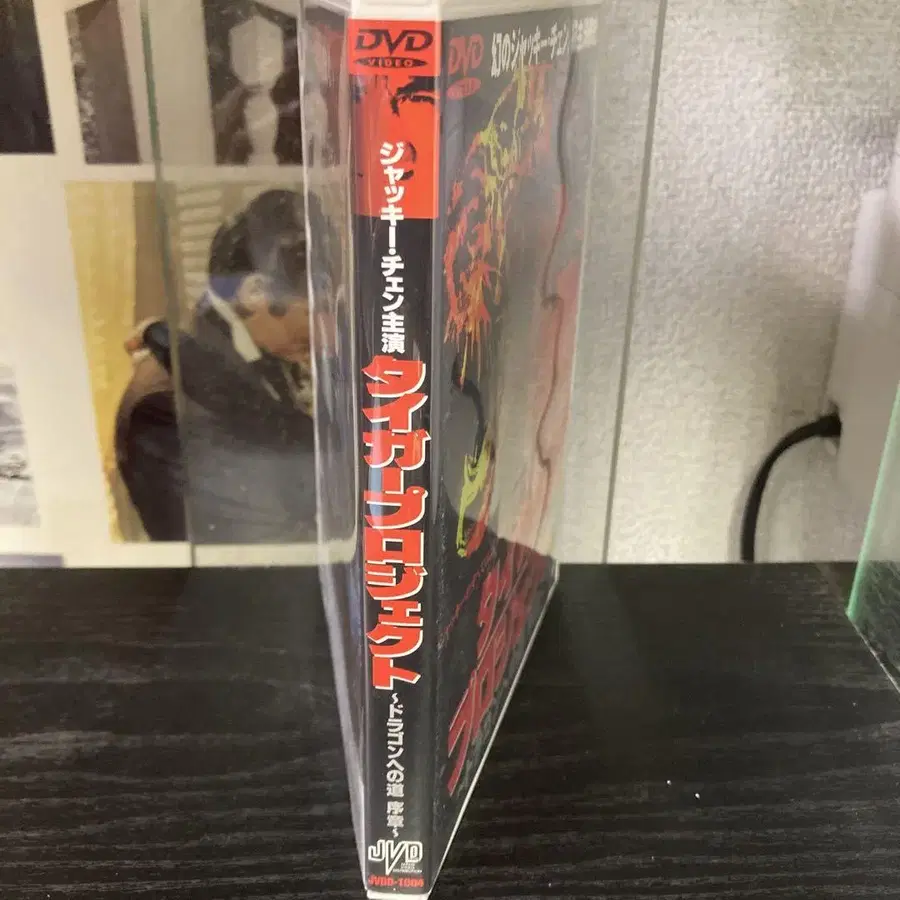 DVD
VIDEO
ジャッキー・チェン主演
タイガープロジェクト
~ドラゴンへの道 序章~
JVD
JVDD-1004
DVD
幻のジャッキー・チェン